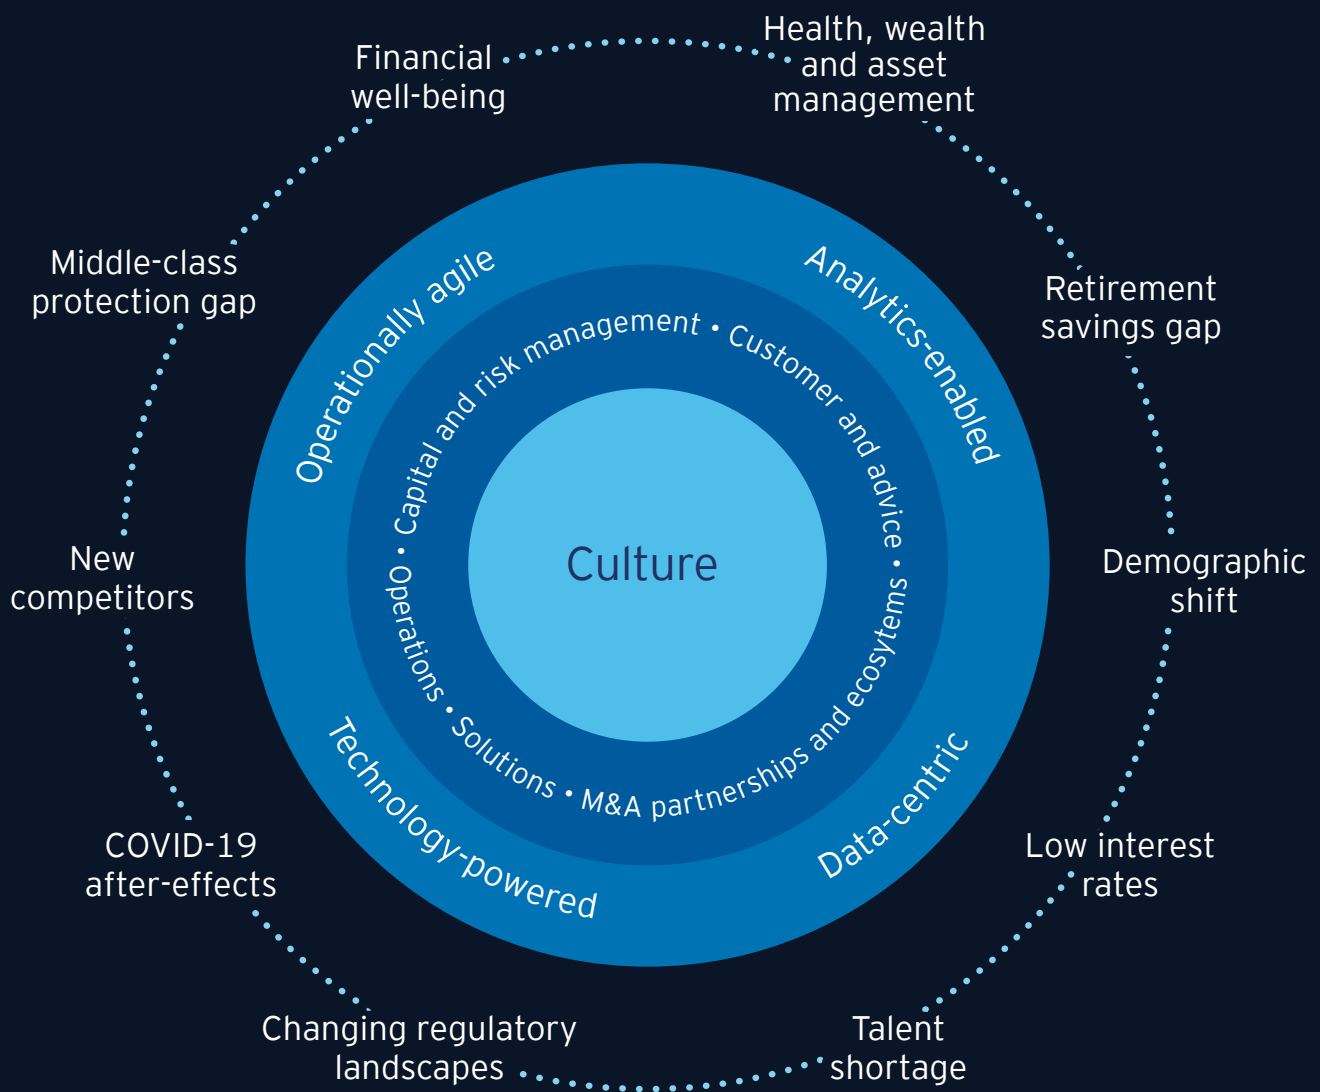 Health, wealth
and asset
management
Financial
well-being
Middle-class
protection gap
Retirement
savings gap
Operationally agile
Analytics-enabled
Capital and risk management • Customer and advice • M&A partnerships and ecosytems • Solutions • Operations •
Culture
New
competitors
Demographic
shift
Technology-powered
Data-centric
COVID-19
after-effects
Low interest
rates
Changing regulatory
landscapes
Talent
shortage